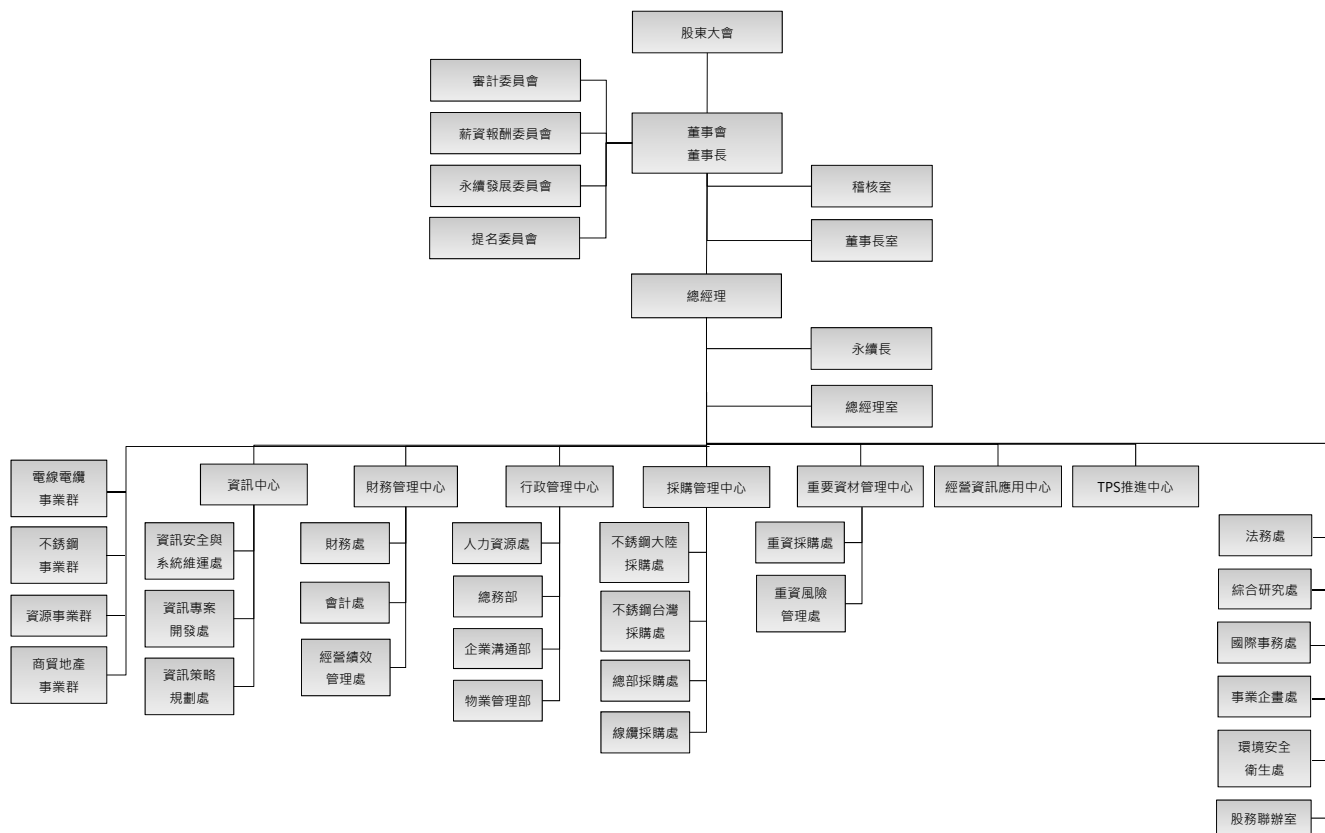 股東大會
審計委員會
薪資報酬委員會
永續發展委員會
提名委員會
董事會
董事長
稽核室
董事長室
總經理
永續長
總經理室
電線電纜
事業群
不銹鋼
事業群
資源事業群
商貿地產
事業群
資訊中心
資訊安全與
系統維運處
資訊專案
開發處
資訊策略
規劃處
財務管理中心
財務處
會計處
經營績效
管理處
行政管理中心
人力資源處
總務部
企業溝通部
物業管理部
採購管理中心
不銹鋼大陸
採購處
不銹鋼台灣
採購處
總部採購處
線纜採購處
重要資材管理中心
重資採購處
重資風險
管理處
經營資訊應用中心
TPS推進中心
法務處
綜合研究處
國際事務處
事業企畫處
環境安全
衛生處
股務聯辦室